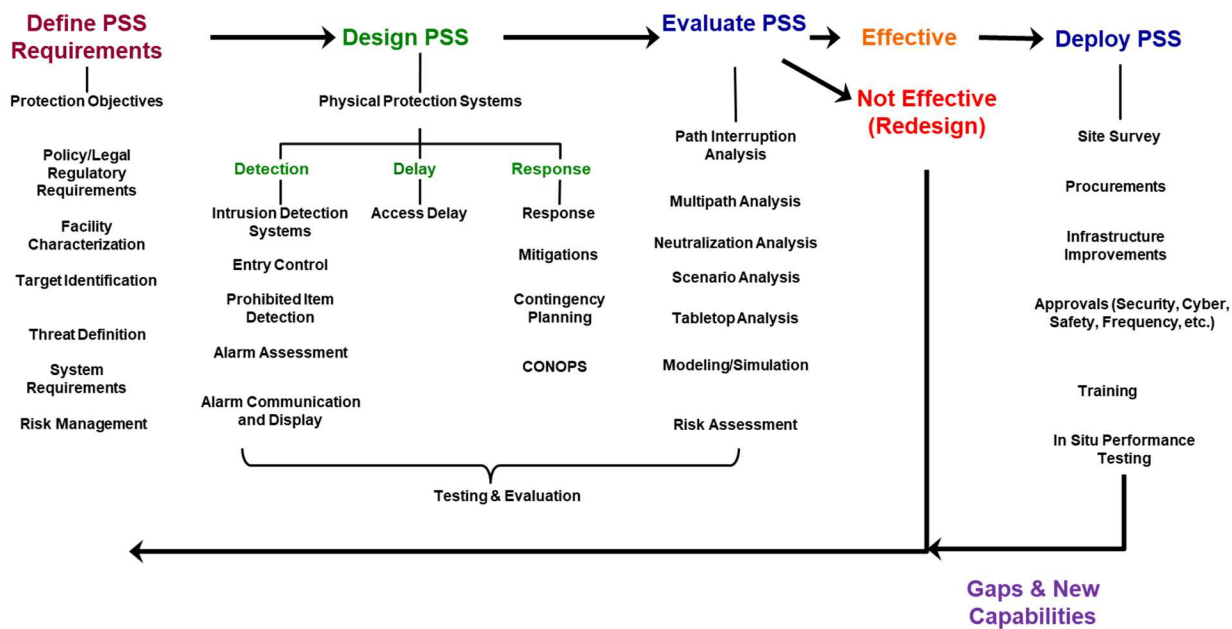 Define PSS
Requirements
Design PSS
Evaluate PSS
Effective
Deploy PSS
Not Effective
(Redesign)
Protection Objectives
Policy/Legal
Regulatory
Requirements
Facility
Characterization
Target Identification
Threat Definition
System
Requirements
Risk Management
Physical Protection Systems
Detection
Delay
Response
Intrusion Detection
Systems
Entry Control
Prohibited Item
Detection
Alarm Assessment
Alarm Communication
and Display
Access Delay
Response
Mitigations
Contingency
Planning
CONOPS
Path Interruption
Analysis
Multipath Analysis
Neutralization Analysis
Scenario Analysis
Tabletop Analysis
Modeling/Simulation
Risk Assessment
Testing & Evaluation
Site Survey
Procurements
Infrastructure
Improvements
Approvals (Security, Cyber,
Safety, Frequency, etc.)
Training
In Situ Performance
Testing
Gaps & New
Capabilities